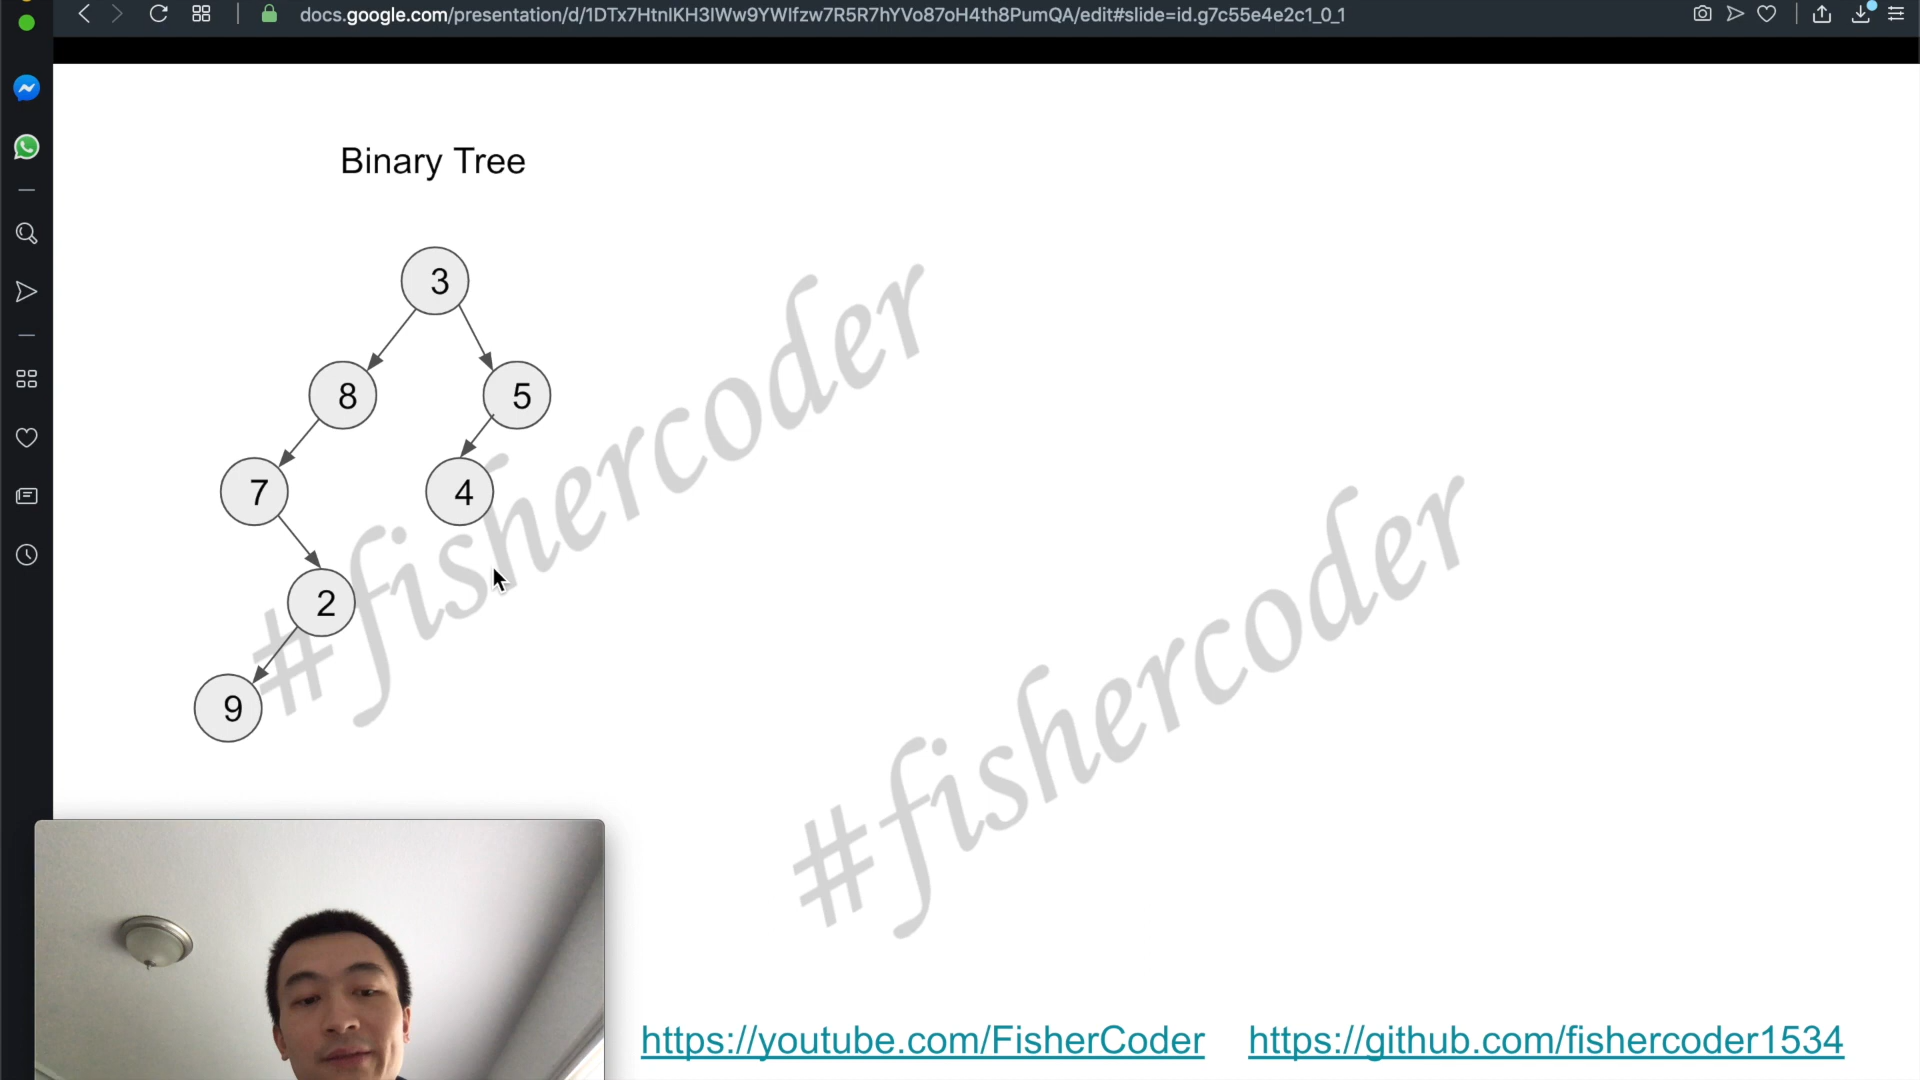 docs.google.com/presentation/d/1DTx7HtnIKH3IWw9YWIfzw7R5R7hYVo87oH4th8PumQA/edit#slide=id.g7c55e4e2c1_0_1
Binary Tree
3
8
5
7
4
2
9
#fishercoder
#fishercoder
https://youtube.com/FisherCoder
https://github.com/fishercoder1534